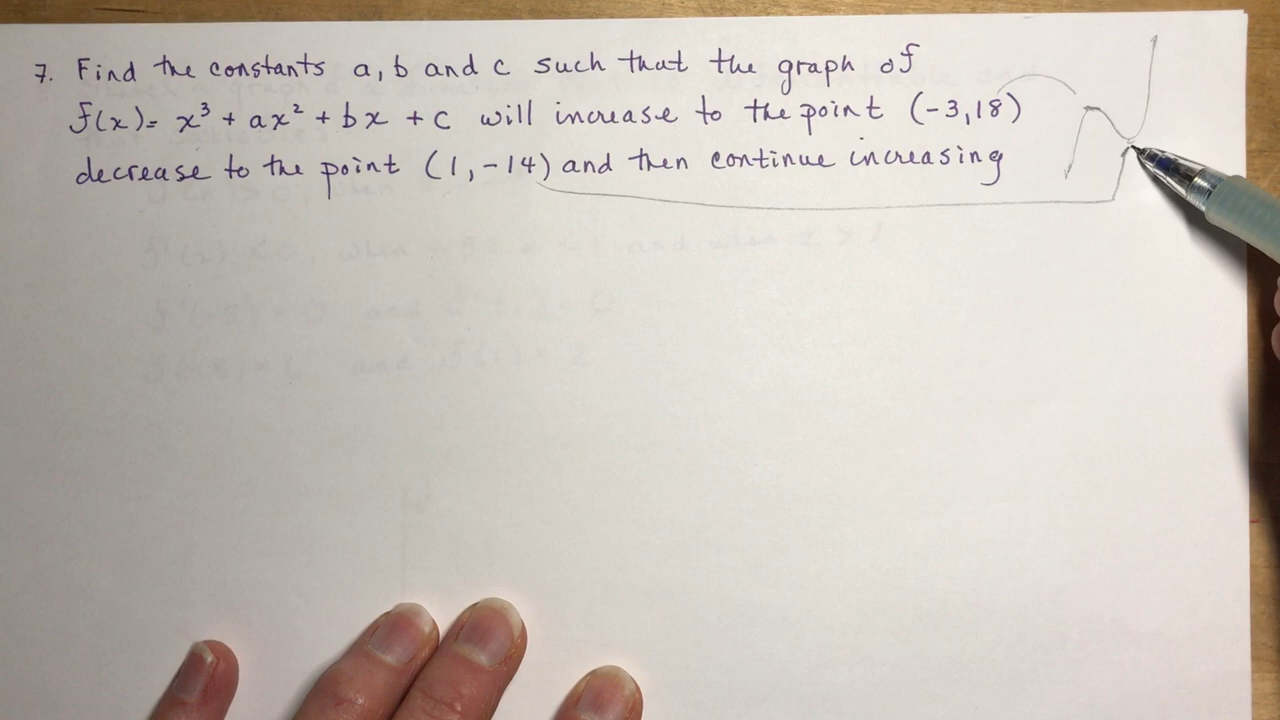 7. Find the constants a, b and c such that the graph of
f(x) = x³ + ax² + bx + c will increase to the point (-3,18)
decrease to the point (1, -14) and then continue increasing